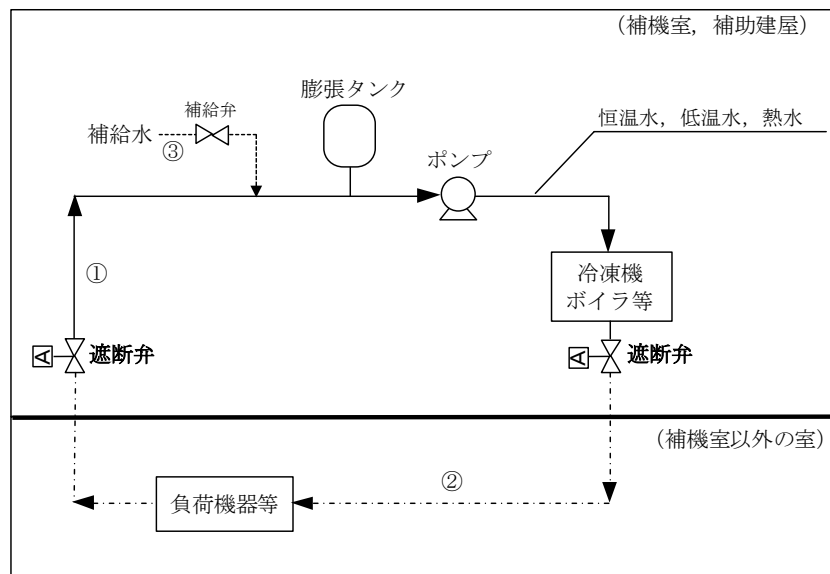 (補機室，補助建屋)
膨張タンク
補給弁
補給水
③
恒温水，低温水，熱水
ポンプ
①
冷凍機
ボイラ等
A
遮断弁
A
遮断弁
(補機室以外の室)
②
負荷機器等